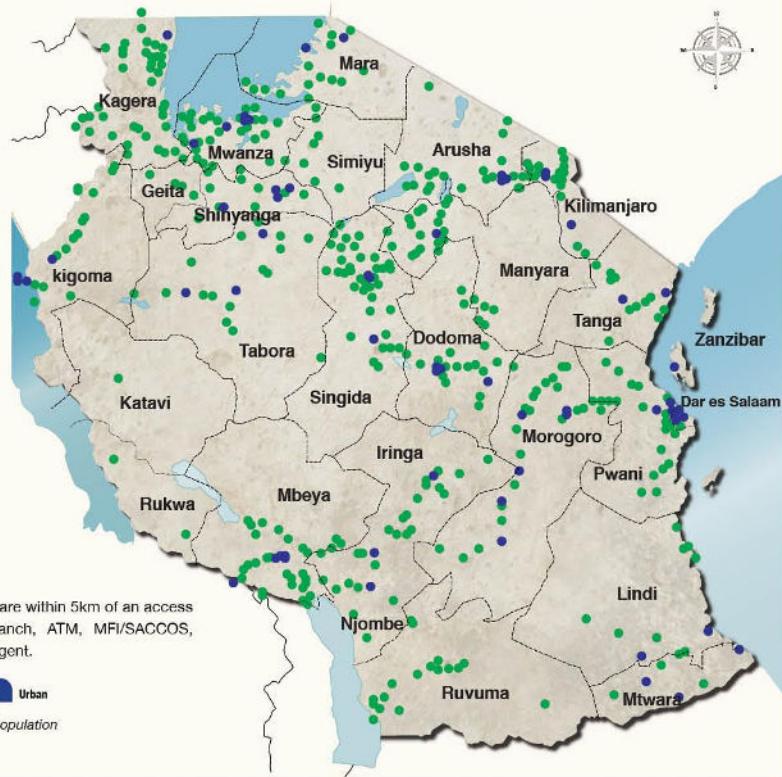 Mara
Kagera
Mwanza
Simiyu
Arusha
Geita
Shinyanga
Kilimanjaro
kigoma
Manyara
Tanga
Zanzibar
Dodoma
Tabora
Dar es Salaam
Katavi
Singida
Morogoro
Iringa
Pwani
Rukwa
Mbeya
Lindi
are within 5km of an access
anch, ATM, MFI/SACCOS,
gent.
Njombe
Urban
Ruvuma
Mtwara
opulation